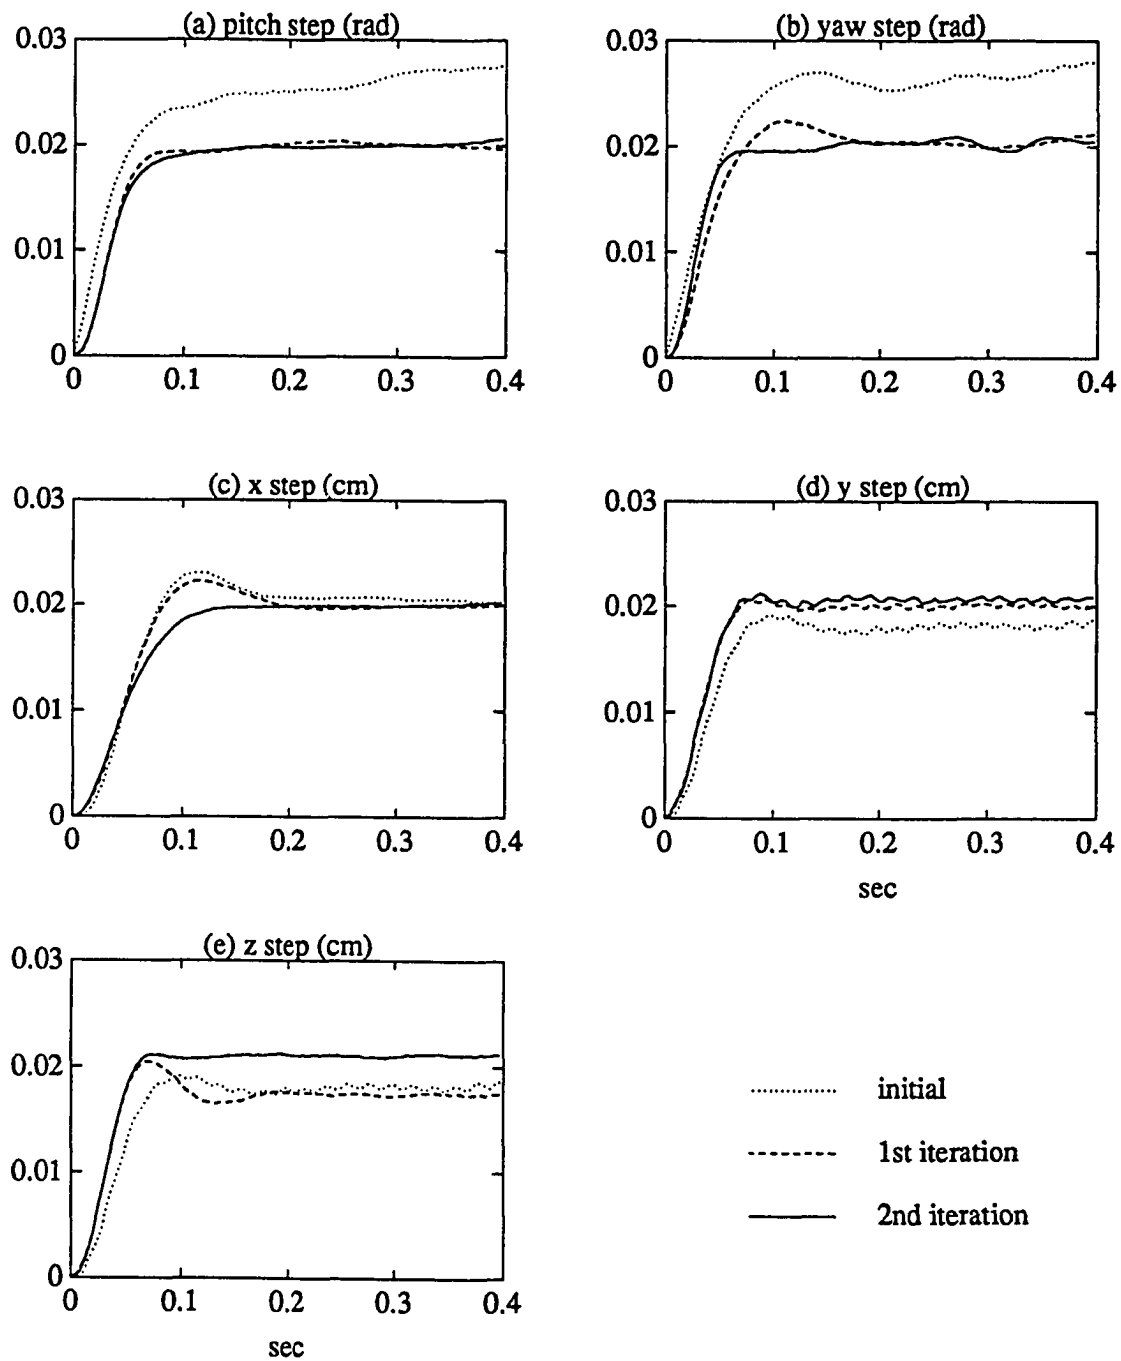 (a) pitch step (rad)
0.03
0.02
0.01
0
0 0.1 0.2 0.3 0.4
(b) yaw step (rad)
0.03
0.02
0.01
0
0 0.1 0.2 0.3 0.4
(c) x step (cm)
0.03
0.02
0.01
0
0 0.1 0.2 0.3 0.4
(d) y step (cm)
0.03
0.02
0.01
0
0 0.1 0.2 0.3 0.4
sec
(e) z step (cm)
0.03
0.02
0.01
0
0 0.1 0.2 0.3 0.4
sec
initial
1st iteration
2nd iteration